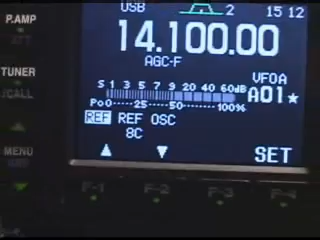 P.AMP
ATT
USB
2
15 12
14.100.00
TUNER
/CALL
AGC-F
VFOA
A01★
S 1 3 5 7 9 20 40 60dB
Po0----25----50-------100%
REF REF OSC
8C
MENU
SET
F-1 F-2 F-3 F-4